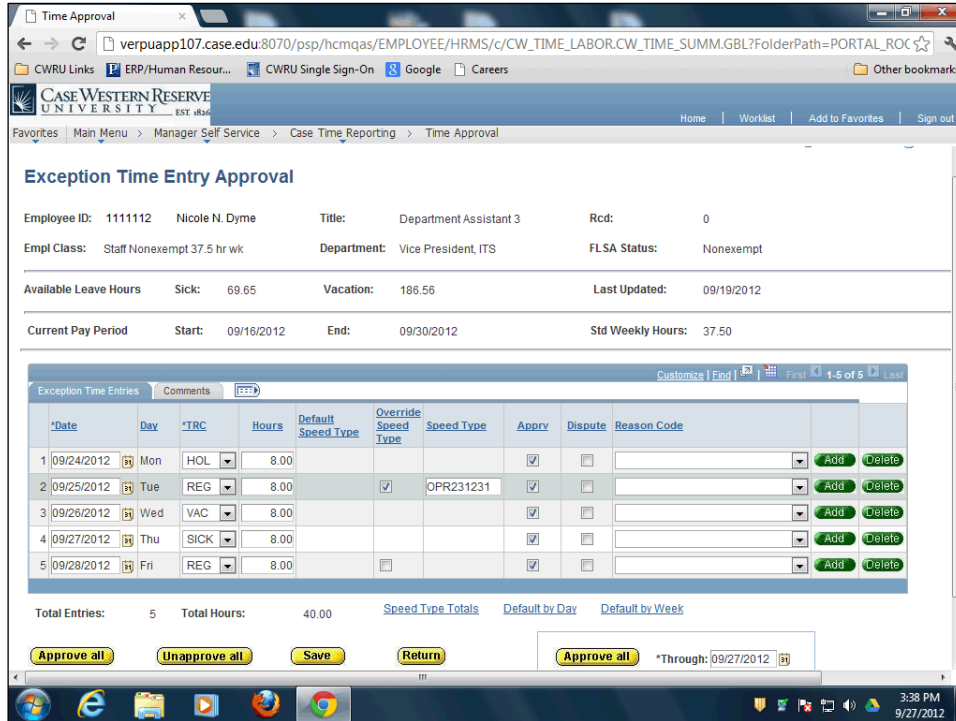 Time Approval
verpuapp107.case.edu:8070/psp/hcmqas/EMPLOYEE/HRMS/c/CW_TIME_LABOR.CW_TIME_SUMM.GBL?FolderPath=PORTAL_ROO
CWRU Links ERP/Human Resour... CWRU Single Sign-On Google Careers Other bookmarks
CASE WESTERN RESERVE
UNIVERSITY EST. 1826
Home | Worklist | Add to Favorites | Sign out
Favorites Main Menu > Manager Self Service > Case Time Reporting > Time Approval
Exception Time Entry Approval
Employee ID: 1111112 Nicole N. Dyme Title: Department Assistant 3 Rcd: 0
Empl Class: Staff Nonexempt 37.5 hr wk Department: Vice President, ITS FLSA Status: Nonexempt
Available Leave Hours Sick: 69.65 Vacation: 186.56 Last Updated: 09/19/2012
Current Pay Period Start: 09/16/2012 End: 09/30/2012 Std Weekly Hours: 37.50
Customize | Find | First 1-5 of 5 Last
Exception Time Entries Comments
*Date Day *TRC Hours Default Speed Type Override Speed Type Speed Type Apprv Dispute Reason Code
1 09/24/2012 Mon HOL 8.00 Add Delete
2 09/25/2012 Tue REG 8.00 OPR231231 Add Delete
3 09/26/2012 Wed VAC 8.00 Add Delete
4 09/27/2012 Thu SICK 8.00 Add Delete
5 09/28/2012 Fri REG 8.00 Add Delete
Total Entries: 5 Total Hours: 40.00 Speed Type Totals Default by Day Default by Week
Approve all Unapprove all Save Return Approve all *Through: 09/27/2012
3:38 PM
9/27/2012